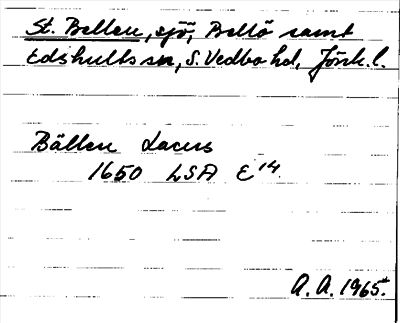 St. Bellen, sjö, Bellö samt
Edshults sn, S. Vedbo hd, Jönk. l.
Bällen Lacus
1650 LSA E14.
A. A. 1965.